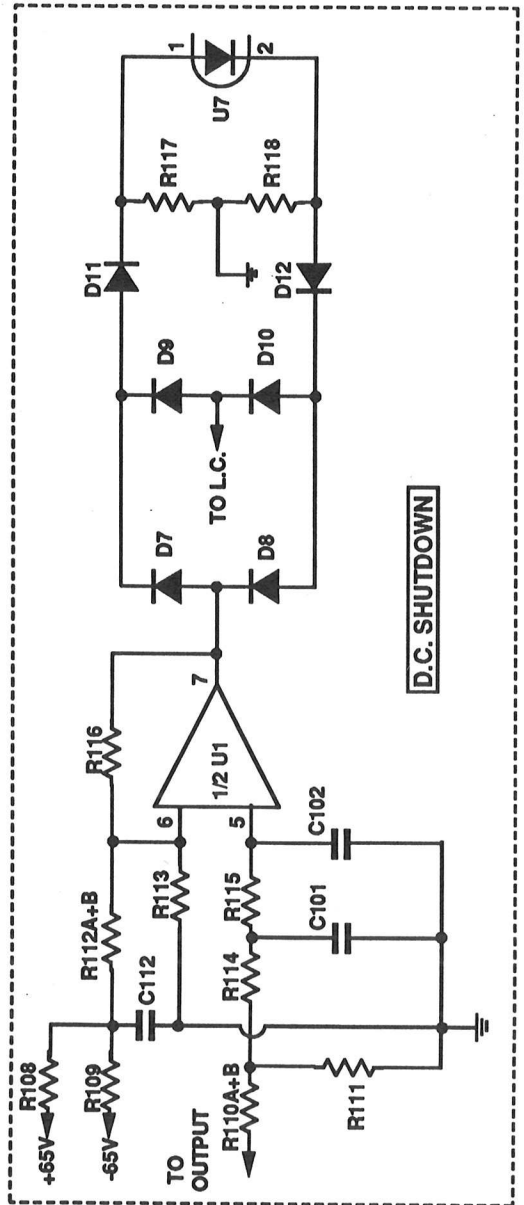 +65V
R108
-65V
R109
R112A+B
R116
C112
R113
6
7
1/2 U1
5
TO
OUTPUT
R110A+B
R114
R115
R111
C101
C102
D7
D8
D9
D10
TO L.C.
D11
D12
R117
R118
1
U7
2
D.C. SHUTDOWN